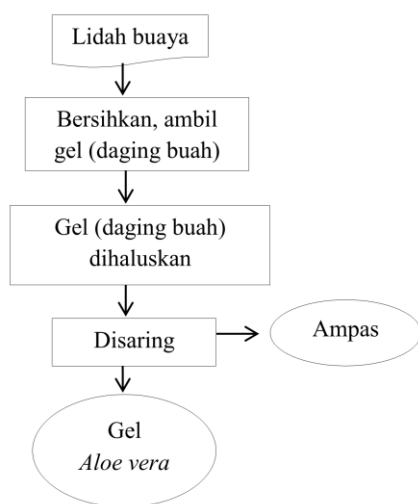 Lidah buaya
Bersihkan, ambil
gel (daging buah)
Gel (daging buah)
dihaluskan
Disaring
Ampas
Gel
Aloe vera